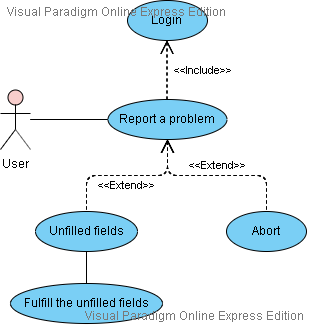 Visual Paradigm Online Express Edition
Login
<<Include>>
Report a problem
User
<<Extend>>
<<Extend>>
Unfilled fields
Abort
Fulfill the unfilled fields
Visual Paradigm Online Express Edition